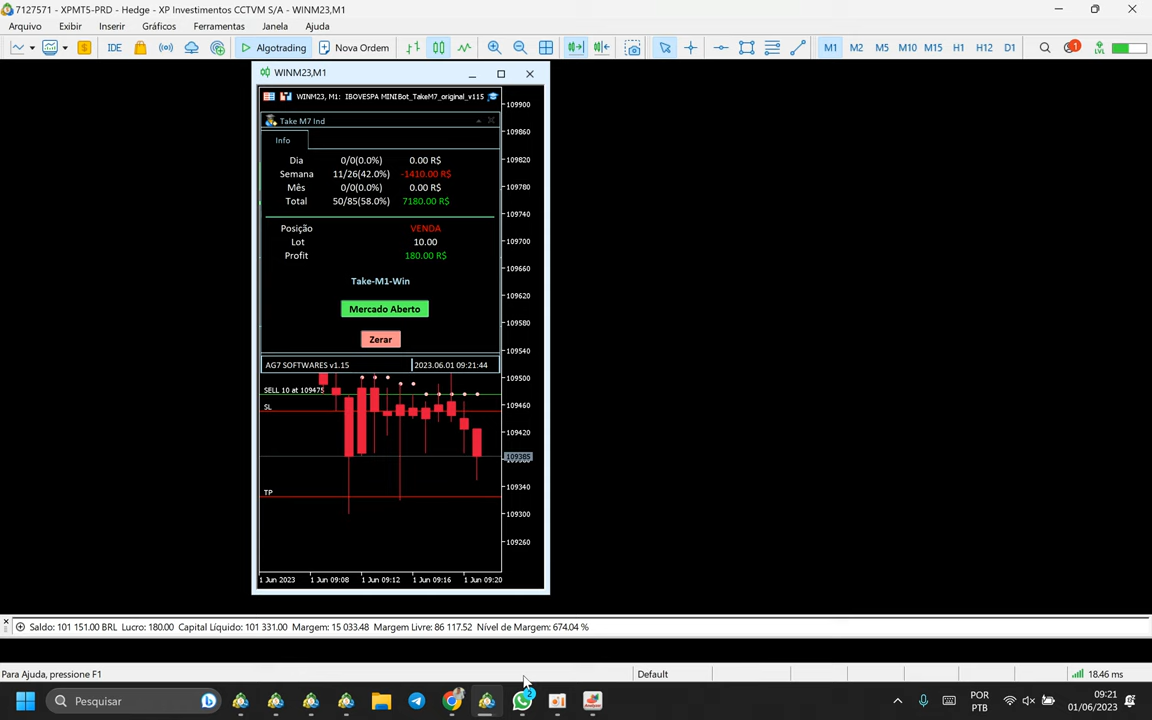 7127571 - XPMT5-PRD - Hedge - XP Investimentos CCTVM S/A - WINM23,M1
Arquivo Exibir Inserir Gráficos Ferramentas Janela Ajuda
IDE Algotrading Nova Ordem M1 M2 M5 M10 M15 H1 H12 D1 1 LVL
WINM23,M1
WINM23, M1: IBOVESPA MINI Bot_TakeM7_original_v115
109900
Take M7 Ind
109860
Info
109820
Dia 0/0(0.0%) 0.00 R$
Semana 11/26(42.0%) -1410.00 R$
109780
Mês 0/0(0.0%) 0.00 R$
Total 50/85(58.0%) 7180.00 R$
109740
Posição VENDA
109700
Lot 10.00
Profit 180.00 R$
109660
Take-M1-Win
109620
Mercado Aberto
109580
Zerar
109540
AG7 SOFTWARES v1.15 2023.06.01 09:21:44
109500
SELL 10 at 109475
SL
109460
109420
109385
109340
TP
109300
109260
1 Jun 2023 1 Jun 09:08 1 Jun 09:12 1 Jun 09:16 1 Jun 09:20
Saldo: 101 151.00 BRL Lucro: 180.00 Capital Líquido: 101 331.00 Margem: 15 033.48 Margem Livre: 86 117.52 Nível de Margem: 674.04 %
Para Ajuda, pressione F1 Default 18.46 ms
Pesquisar 2 POR
PTB 09:21
01/06/2023